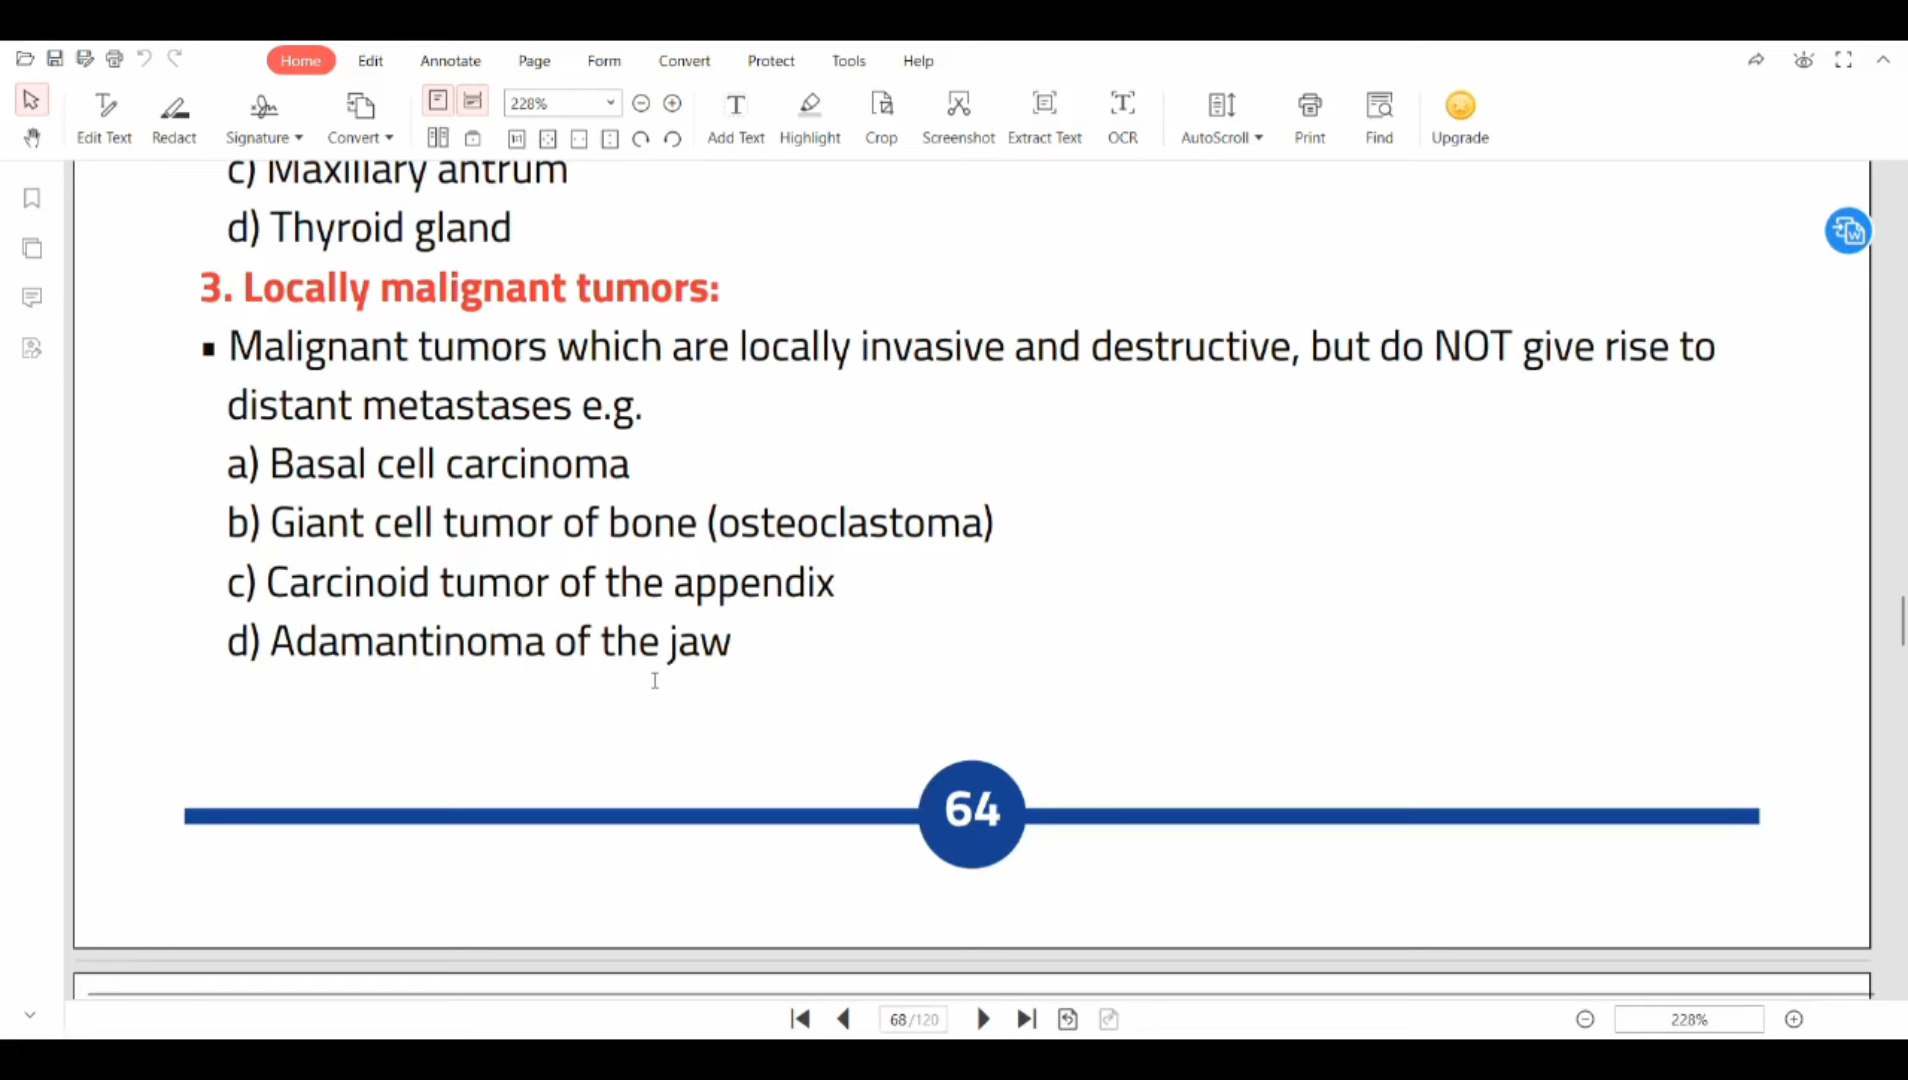 Home Edit Annotate Page Form Convert Protect Tools Help
228%
Edit Text Redact Signature Convert Add Text Highlight Crop Screenshot Extract Text OCR AutoScroll Print Find Upgrade
c) Maxillary antrum
d) Thyroid gland
3. Locally malignant tumors:
▪ Malignant tumors which are locally invasive and destructive, but do NOT give rise to
distant metastases e.g.
a) Basal cell carcinoma
b) Giant cell tumor of bone (osteoclastoma)
c) Carcinoid tumor of the appendix
d) Adamantinoma of the jaw
64
68/120
228%